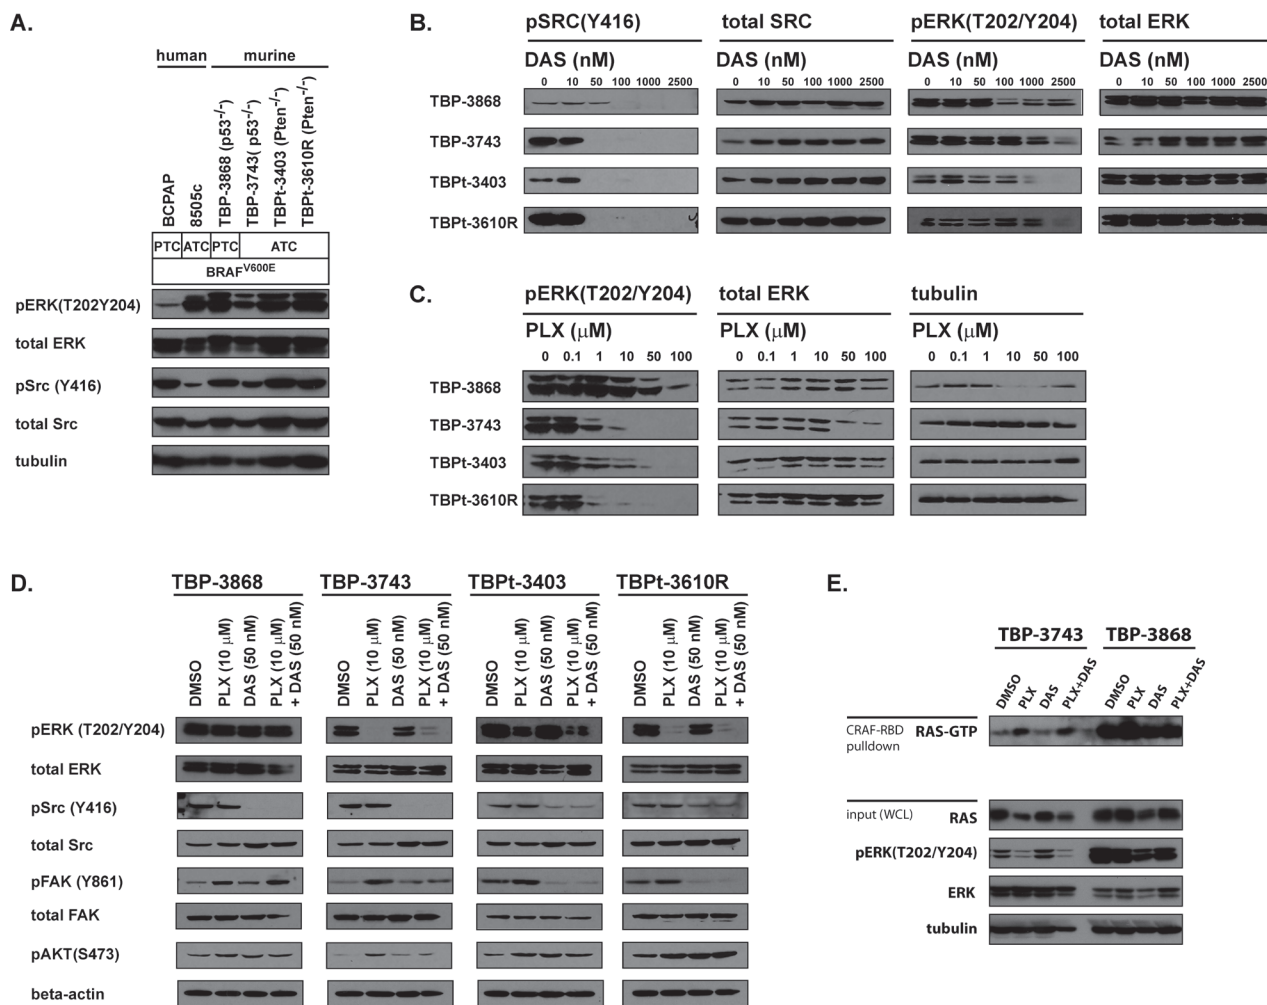 A.
human murine
BCPAP
8505c
TBP-3868 (p53-/-)
TBP-3743( p53-/-)
TBPt-3403 (Pten-/-)
TBPt-3610R (Pten-/-)
PTC ATC PTC ATC
BRAFV600E
pERK(T202Y204)
total ERK
pSrc (Y416)
total Src
tubulin
B.
pSRC(Y416) total SRC pERK(T202/Y204) total ERK
DAS (nM) DAS (nM) DAS (nM) DAS (nM)
0 10 50 100 1000 2500 0 10 50 100 1000 2500 0 10 50 100 1000 2500 0 10 50 100 1000 2500
TBP-3868
TBP-3743
TBPt-3403
TBPt-3610R
C.
pERK(T202/Y204) total ERK tubulin
PLX (μM) PLX (μM) PLX (μM)
0 0.1 1 10 50 100 0 0.1 1 10 50 100 0 0.1 1 10 50 100
TBP-3868
TBP-3743
TBPt-3403
TBPt-3610R
D.
TBP-3868 TBP-3743 TBPt-3403 TBPt-3610R
DMSO
PLX (10 μM)
DAS (50 nM)
PLX (10 μM)
+ DAS (50 nM)
DMSO
PLX (10 μM)
DAS (50 nM)
PLX (10 μM)
+ DAS (50 nM)
DMSO
PLX (10 μM)
DAS (50 nM)
PLX (10 μM)
+ DAS (50 nM)
DMSO
PLX (10 μM)
DAS (50 nM)
PLX (10 μM)
+ DAS (50 nM)
pERK (T202/Y204)
total ERK
pSrc (Y416)
total Src
pFAK (Y861)
total FAK
pAKT(S473)
beta-actin
E.
TBP-3743 TBP-3868
DMSO PLX DAS PLX+DAS DMSO PLX DAS PLX+DAS
CRAF-RBD RAS-GTP
pulldown
input (WCL) RAS
pERK(T202/Y204)
ERK
tubulin